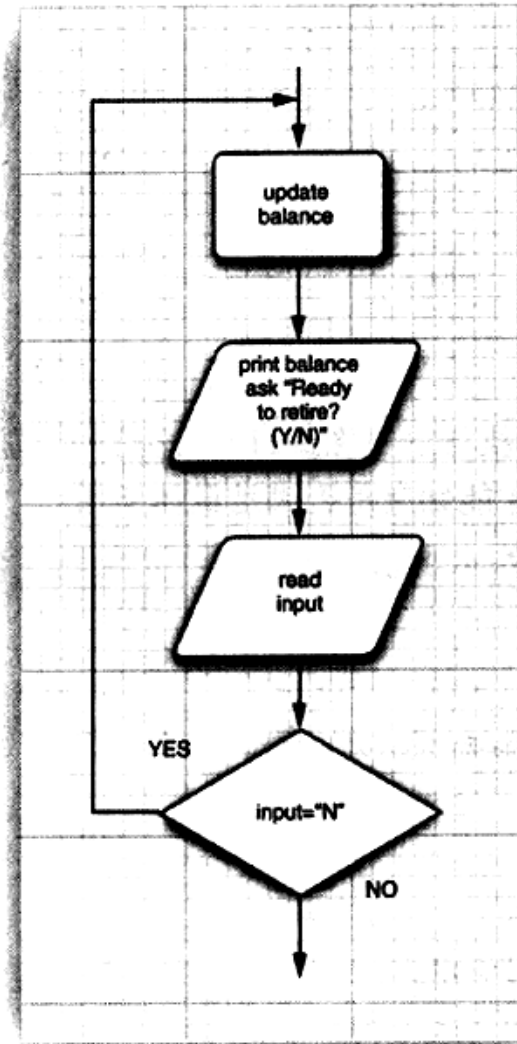 update
balance
print balance
ask “Ready
to retire?
(Y/N)”
read
input
YES
input=“N”
NO